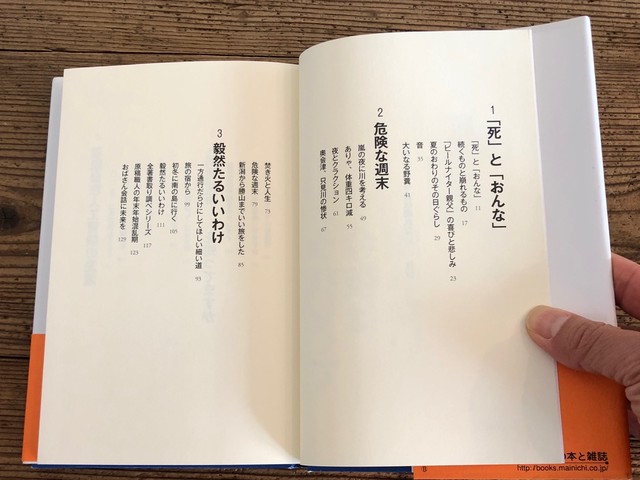 1 「死」と「おんな」
「死」と「おんな」 11
続くものと崩れるもの 17
「ビールナイター親父」の喜びと悲しみ 23
夏のおわりのその日ぐらし 29
音 35
大いなる野糞 41
2 危険な週末
嵐の夜に川を考える 49
ありゃ、体重四キロ減 55
夜とクラクション 61
奥会津、只見川の惨状 67
焚き火と人生 73
危険な週末 79
新潟から勝山までいい旅をした 85
3 毅然たるいいわけ
一方通行だらけにしてほしい細い道 93
旅の宿から 99
初冬に南の島に行く 105
毅然たるいいわけ 111
全著書取り調べシリーズ 117
原稿職人の年末年始混乱期 123
おばさん会話に未来を 129
の本と雑誌
http://books.mainichi.co.jp/